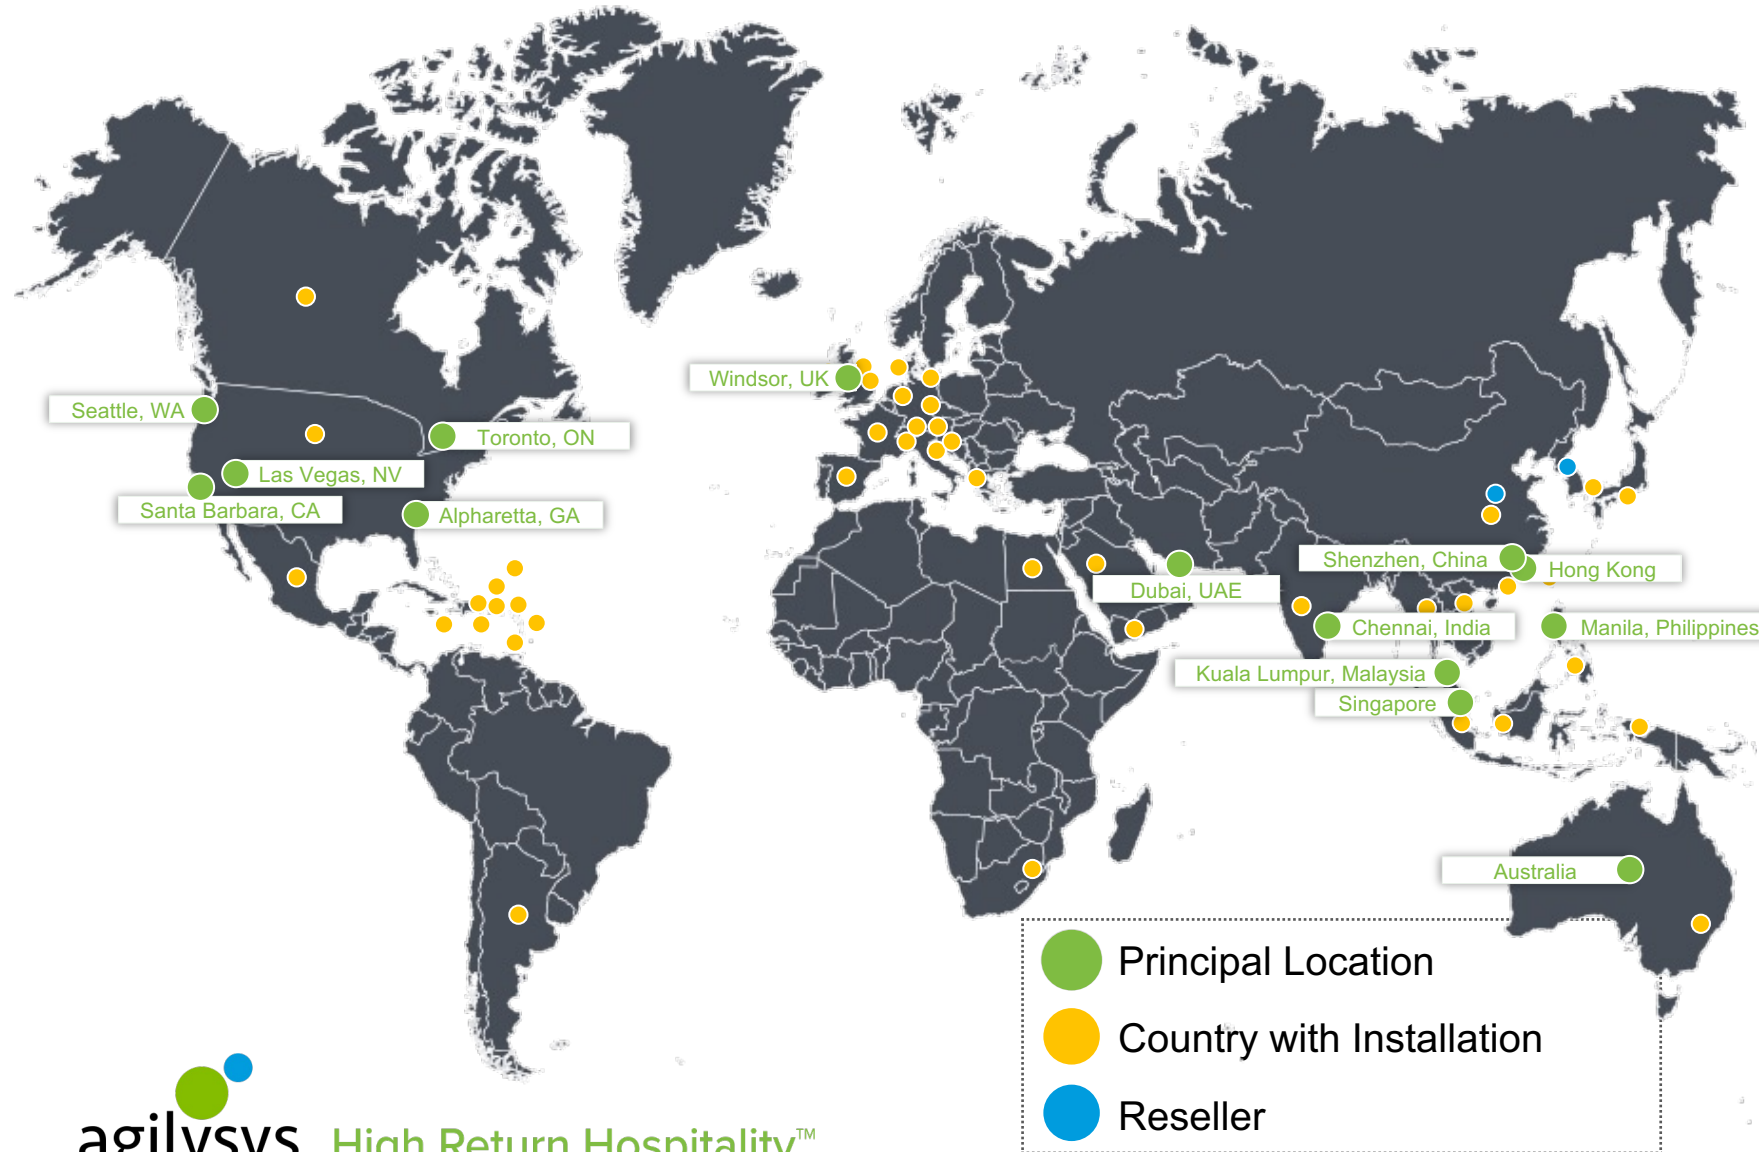 Windsor, UK
Seattle, WA
Toronto, ON
Las Vegas, NV
Santa Barbara, CA
Alpharetta, GA
Shenzhen, China
Hong Kong
Dubai, UAE
Chennai, India
Manila, Philippines
Kuala Lumpur, Malaysia
Singapore
Australia
Principal Location
Country with Installation
Reseller
agilysys High Return Hospitality™